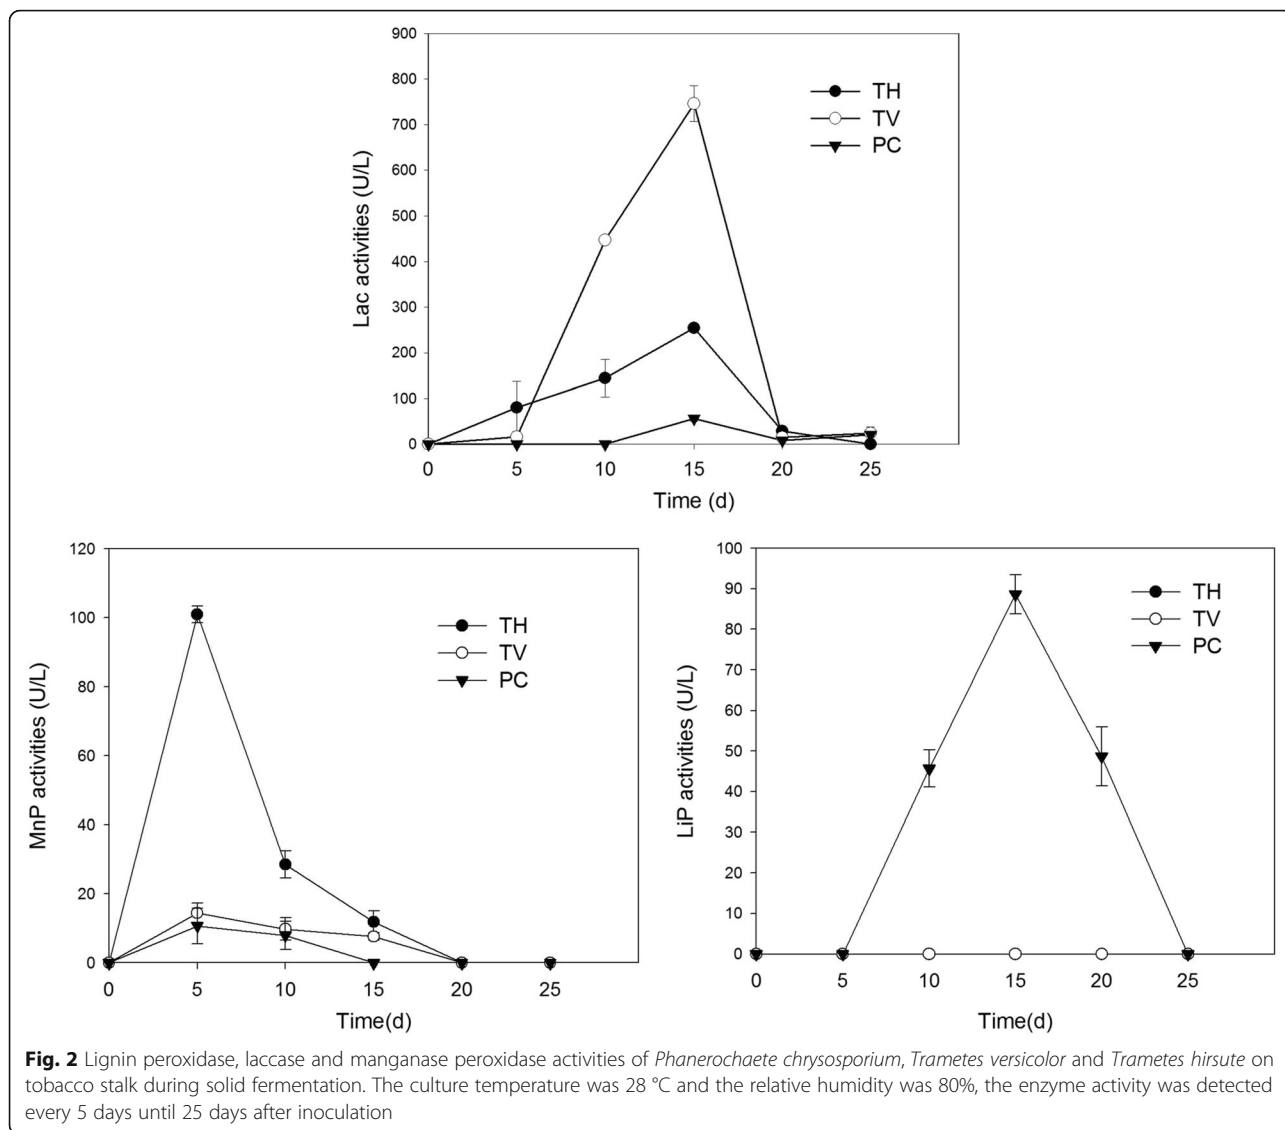 900
800
700
600
500
400
300
200
100
0
Lac activities (U/L)
TH
TV
PC
0 5 10 15 20 25
Time (d)
120
100
80
60
40
20
0
MnP activities (U/L)
TH
TV
PC
0 5 10 15 20 25
Time(d)
100
90
80
70
60
50
40
30
20
10
0
LiP activities (U/L)
TH
TV
PC
0 5 10 15 20 25
Time(d)
Fig. 2 Lignin peroxidase, laccase and manganase peroxidase activities of Phanerochaete chrysosporium, Trametes versicolor and Trametes hirsute on
tobacco stalk during solid fermentation. The culture temperature was 28 °C and the relative humidity was 80%, the enzyme activity was detected
every 5 days until 25 days after inoculation